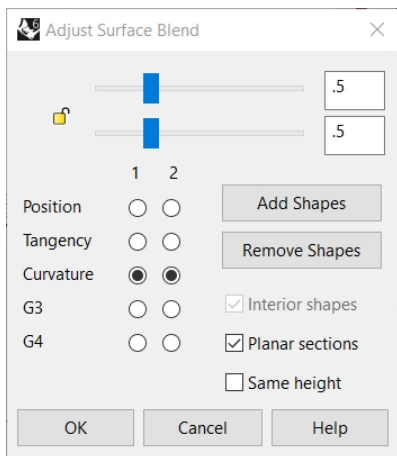 Adjust Surface Blend
.5
.5
1 2
Position
Tangency
Curvature
G3
G4
Add Shapes
Remove Shapes
Interior shapes
Planar sections
Same height
OK Cancel Help